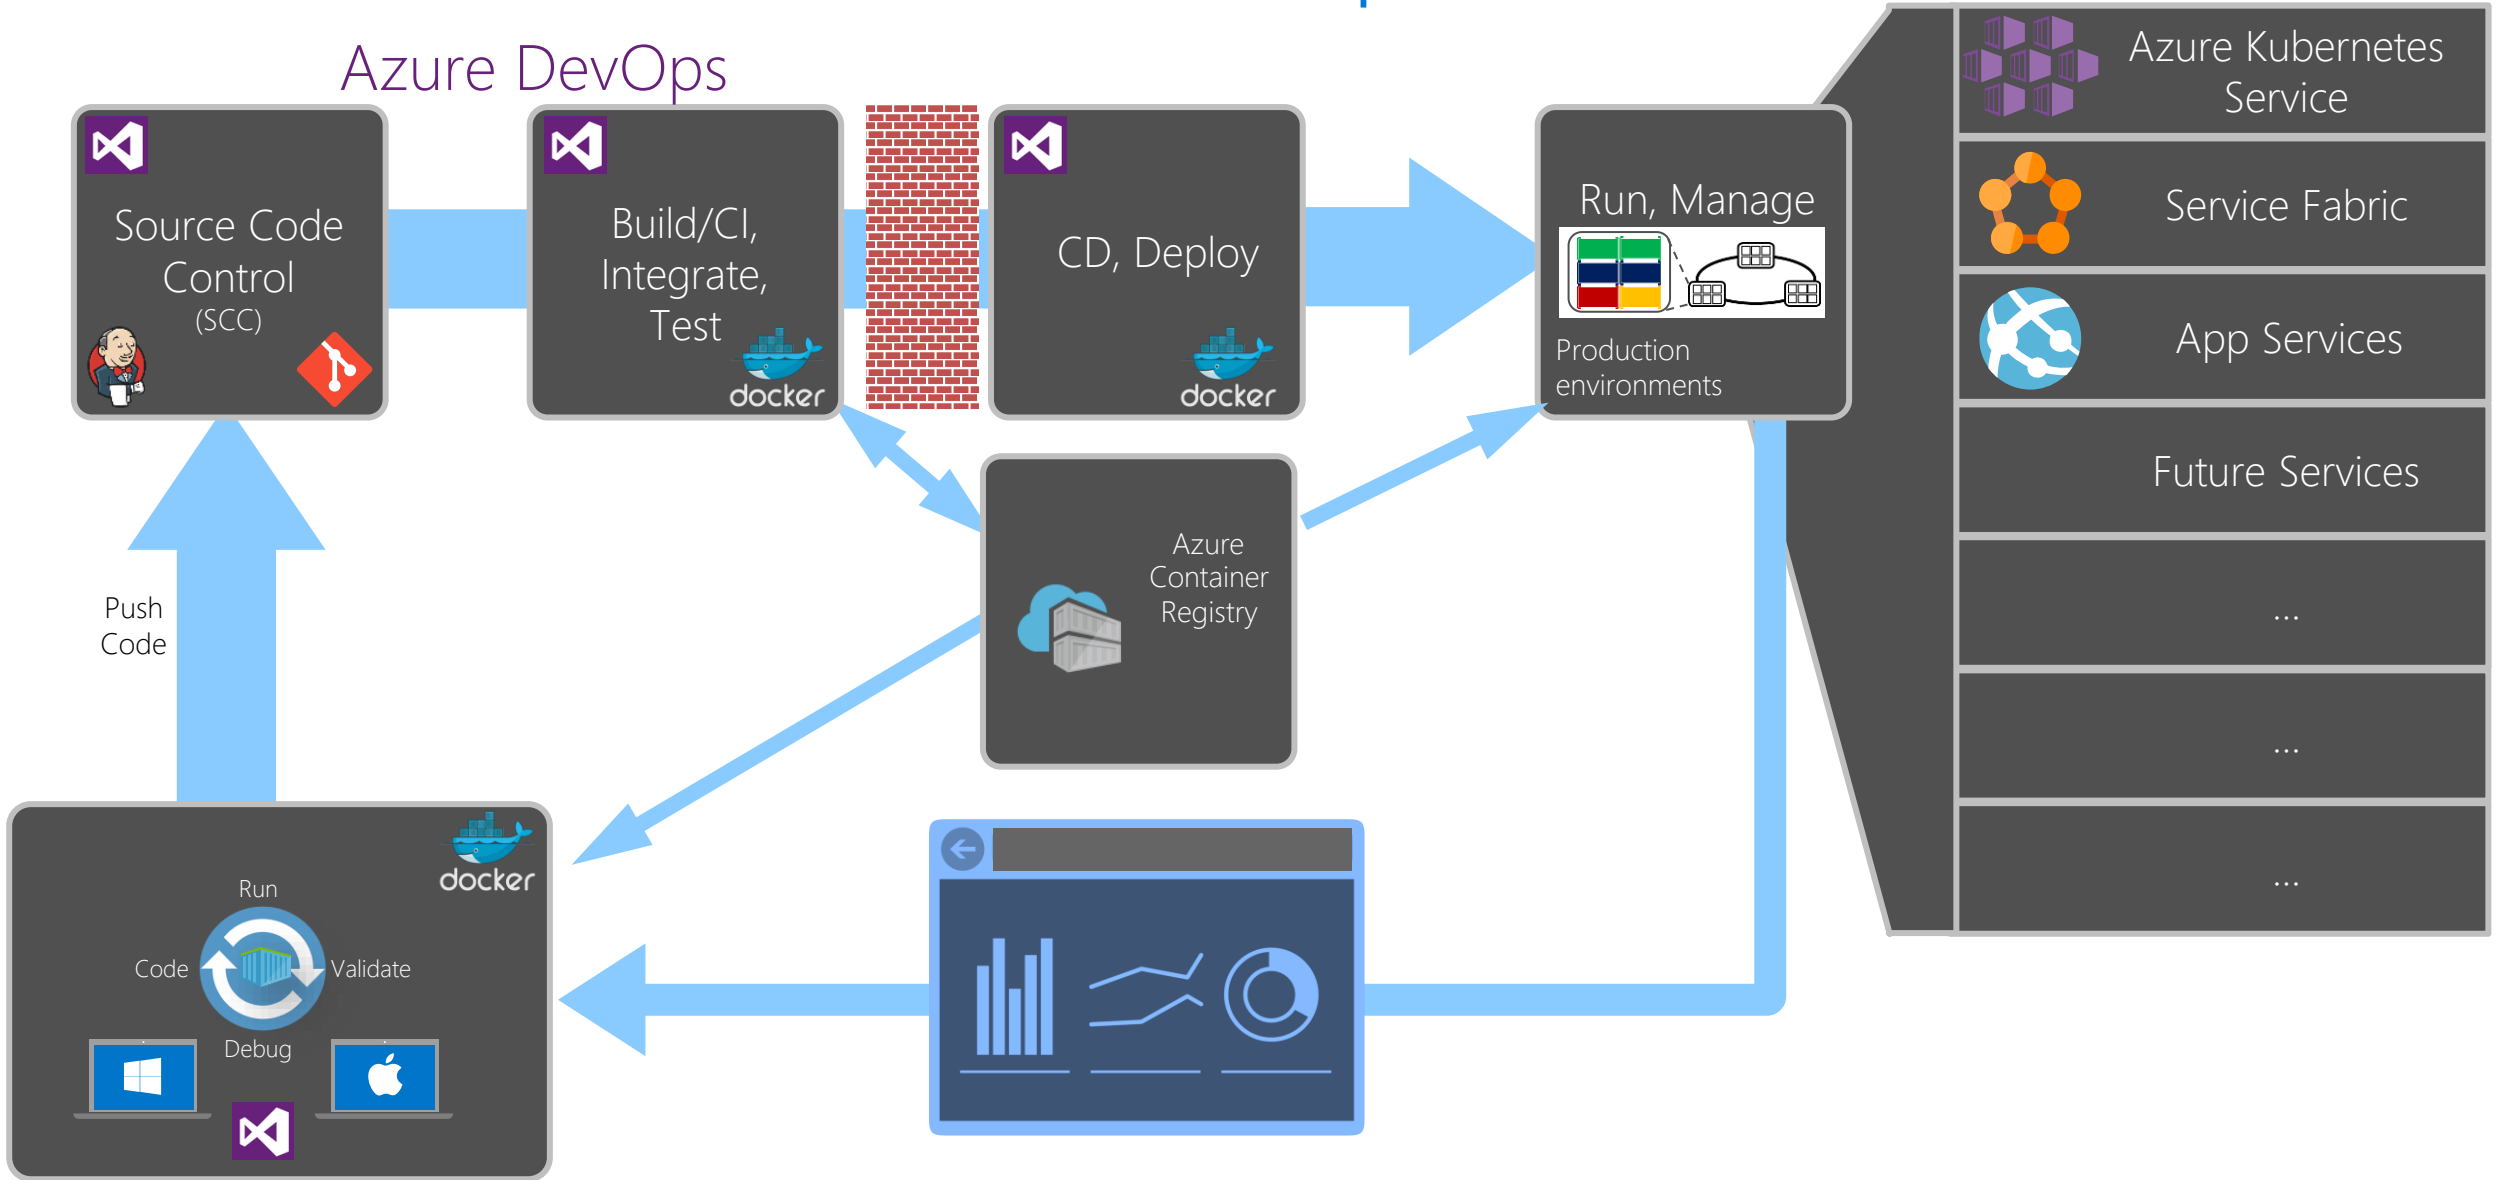 Azure DevOps
Source Code
Control
(SCC)
Build/CI,
Integrate,
Test
docker
CD, Deploy
docker
Run, Manage
Production
environments
Azure Kubernetes
Service
Service Fabric
App Services
Future Services
...
...
...
Azure
Container
Registry
Push
Code
docker
Run
Code
Validate
Debug